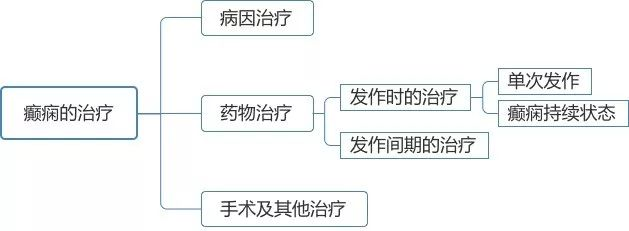 癫痫的治疗
病因治疗
药物治疗
发作时的治疗
单次发作
癫痫持续状态
发作间期的治疗
手术及其他治疗